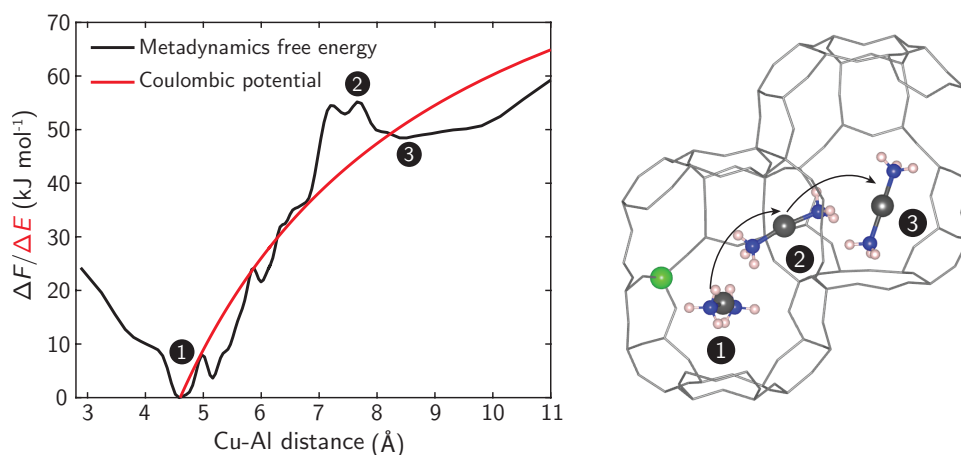 Metadynamics free energy
Coulombic potential
ΔF/ΔE (kJ mol⁻¹)
70
60
50
40
30
20
10
0
3 4 5 6 7 8 9 10 11
Cu-Al distance (Å)
1
2
3
1
2
3